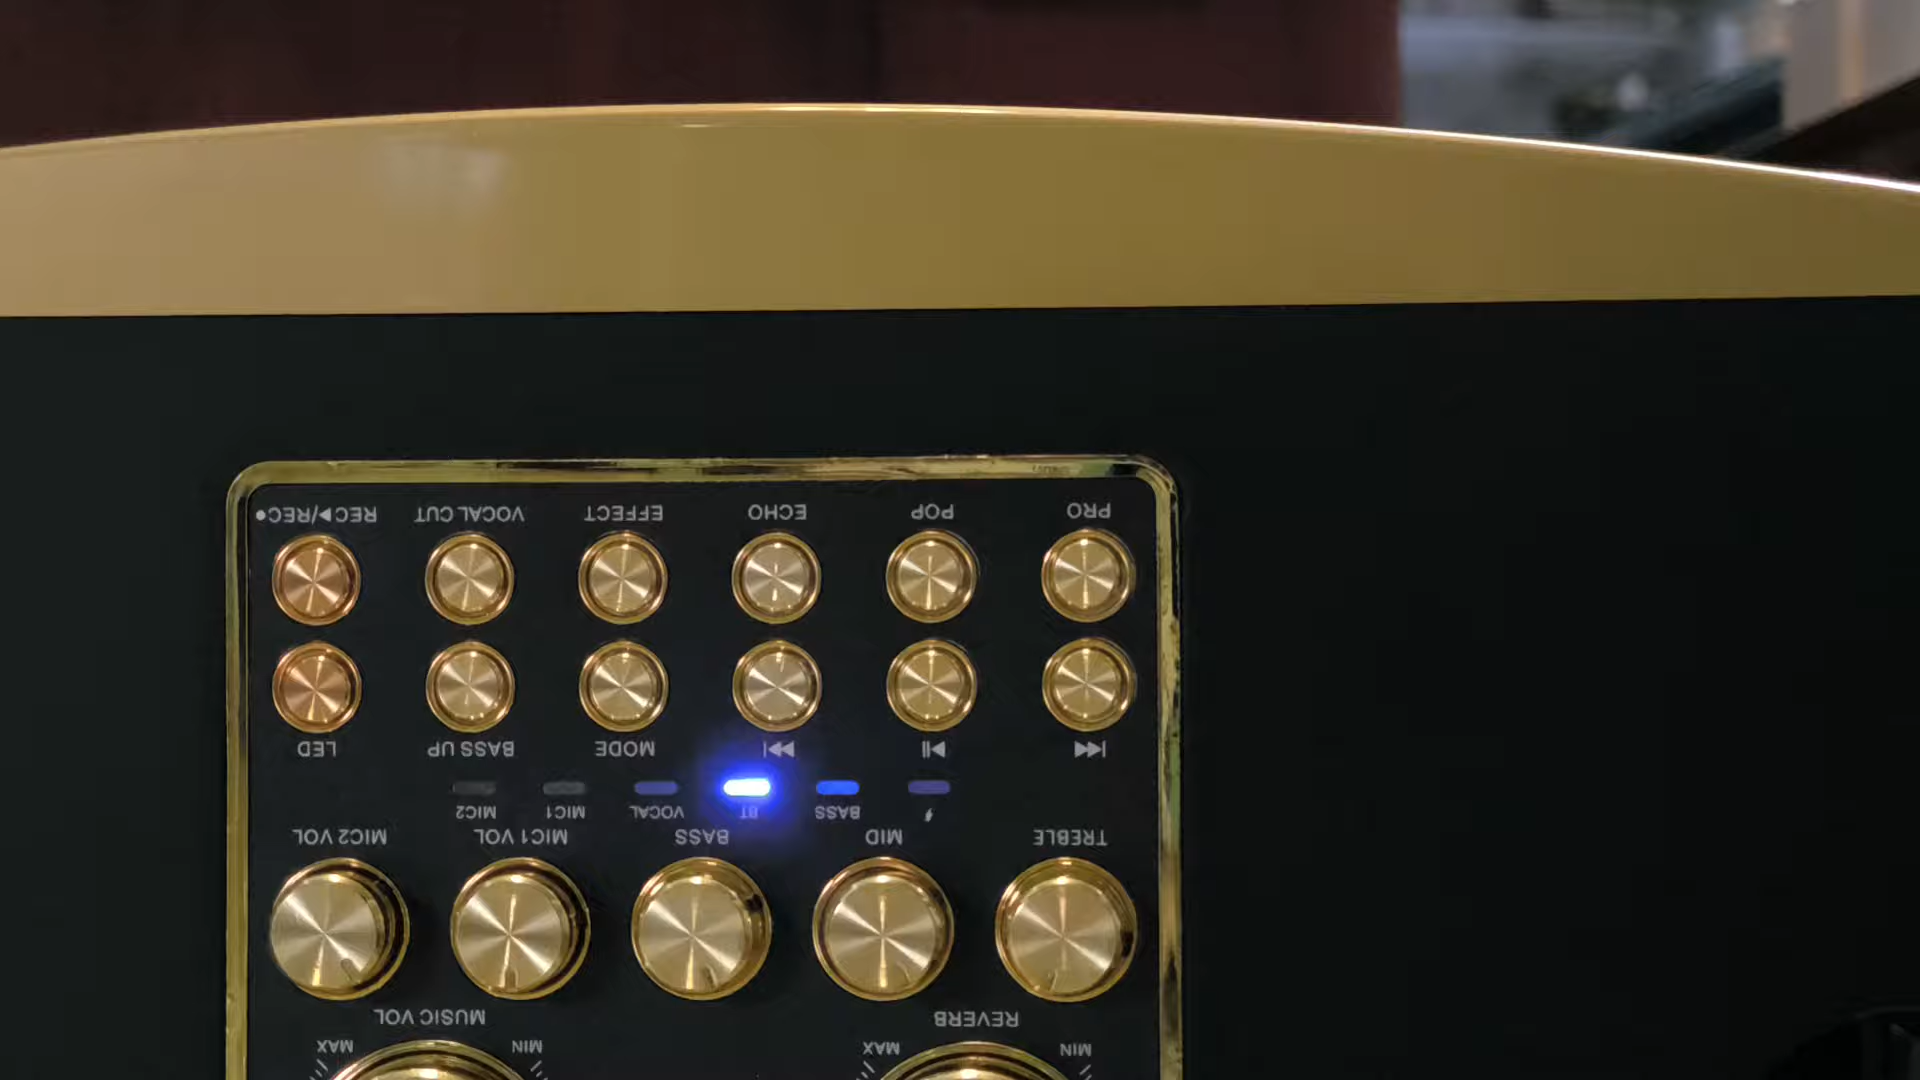 MIN MAX MIN MAX
REVERB MUSIC VOL
TREBLE MID BASS MIC1 VOL MIC2 VOL
BASS BT VOCAL MIC1 MIC2
MODE BASS UP LED
PRO POP ECHO EFFECT VOCAL CUT REC▶/REC●